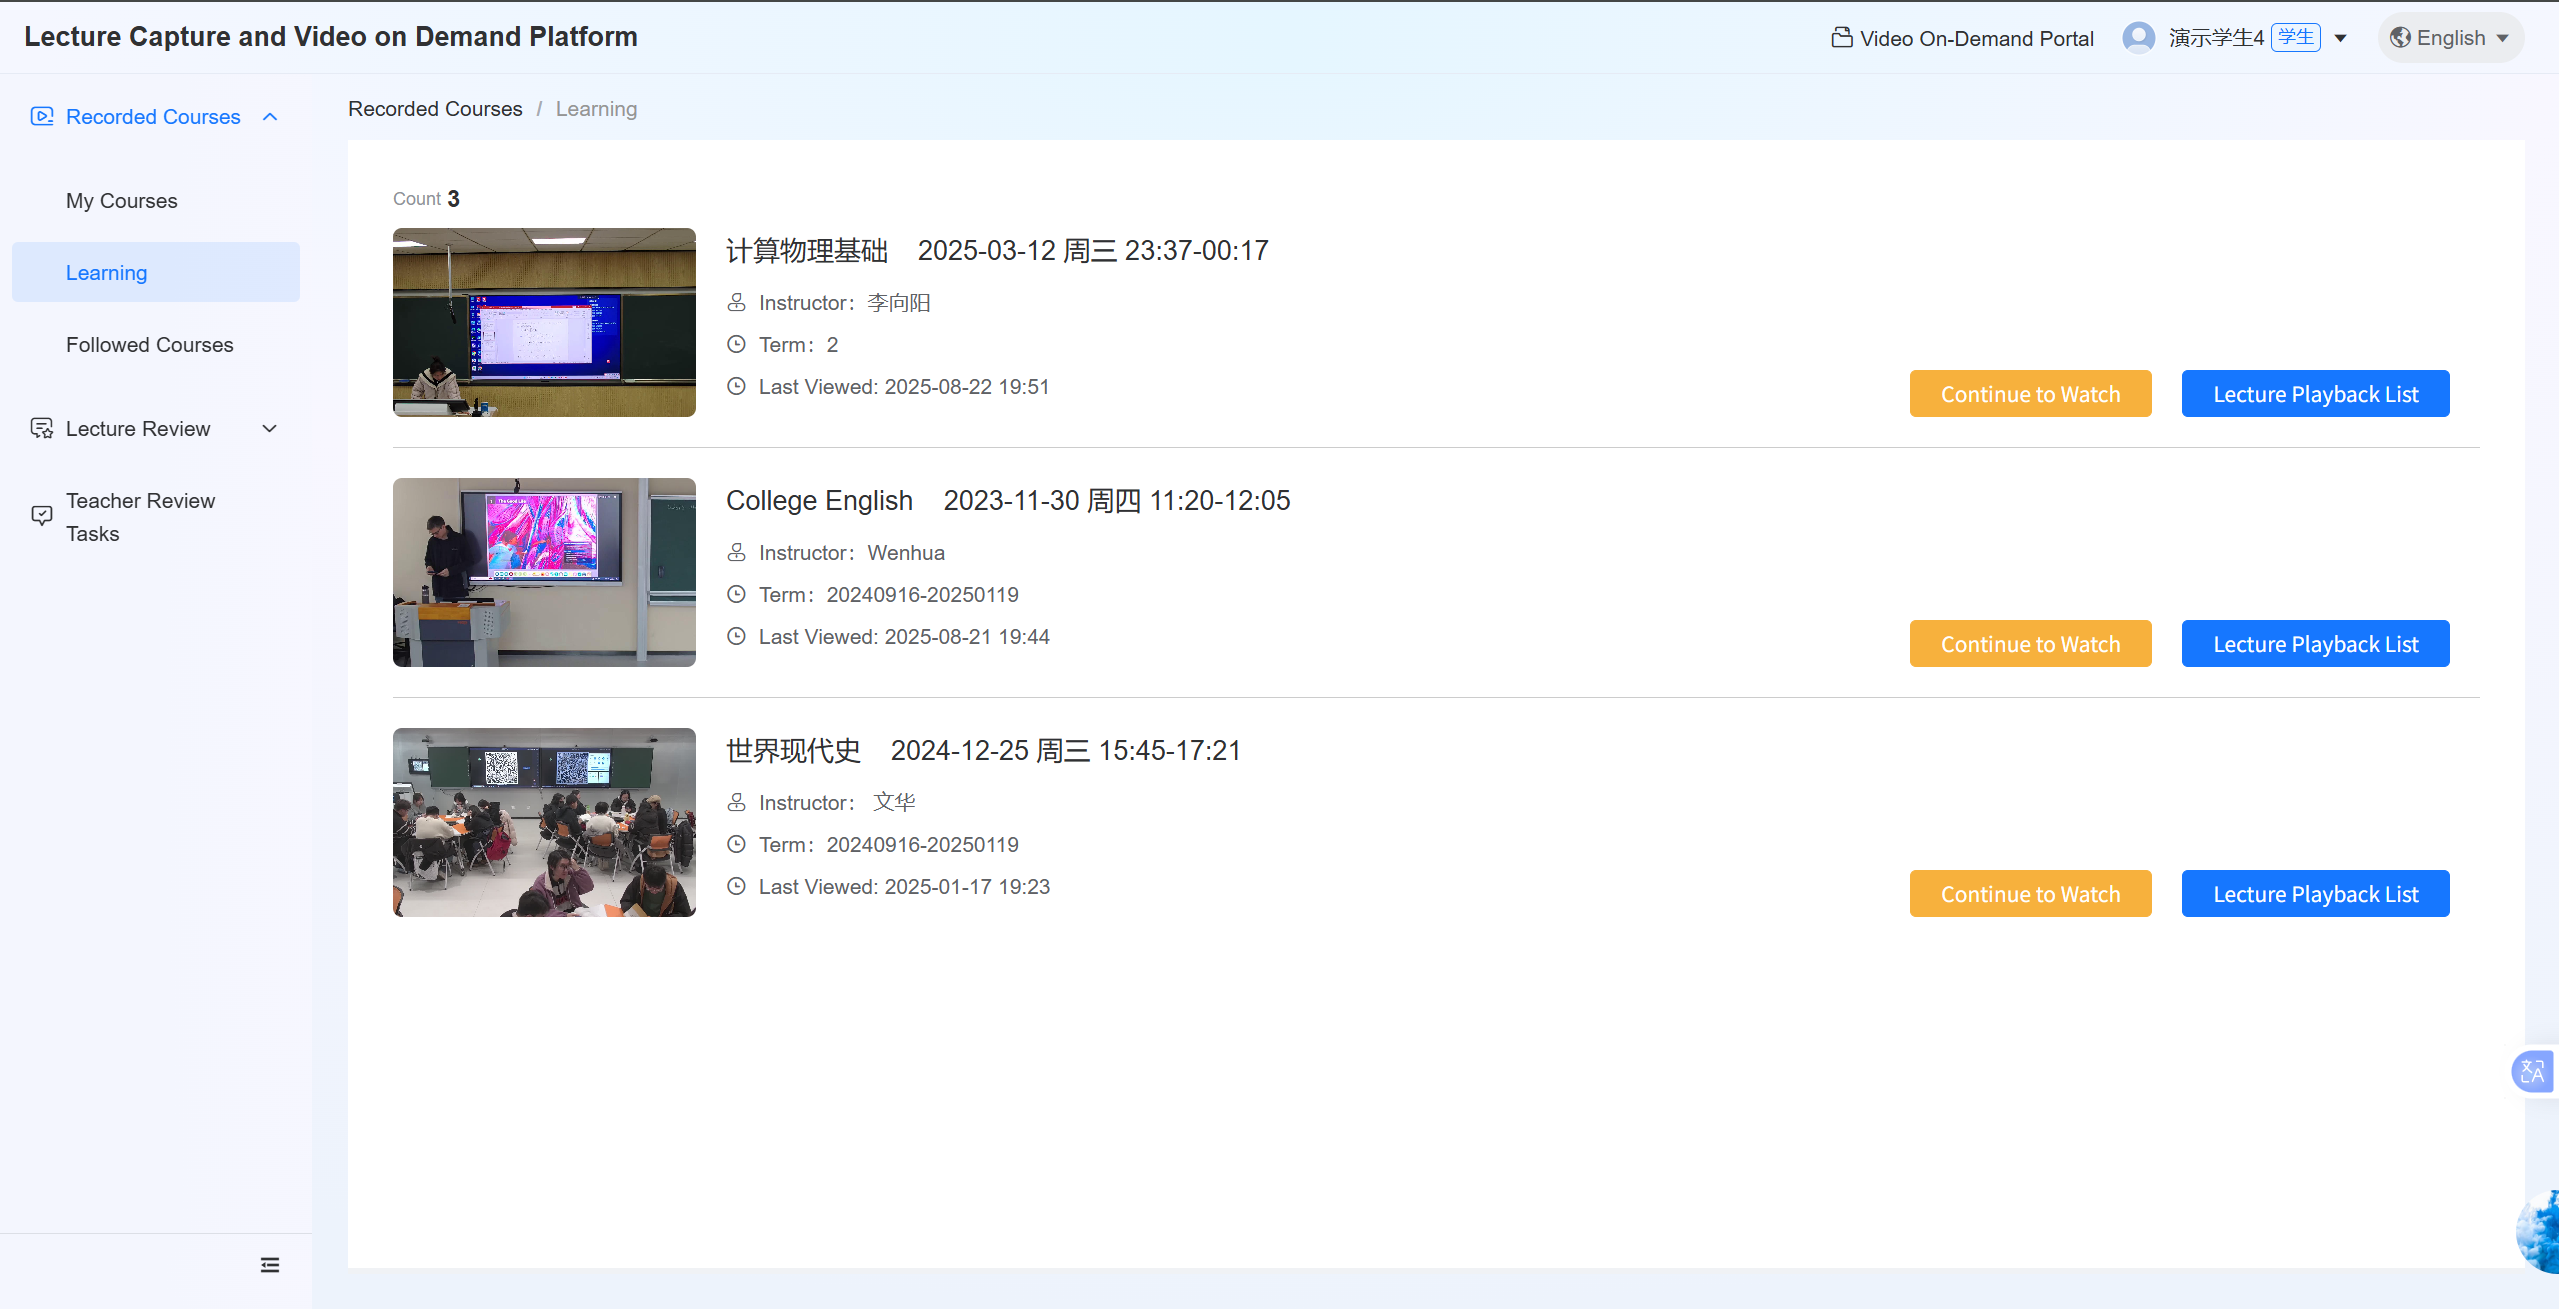 Lecture Capture and Video on Demand Platform
Video On-Demand Portal
演示学生4 学生
English
Recorded Courses
My Courses
Learning
Followed Courses
Lecture Review
Teacher Review
Tasks
Recorded Courses / Learning
Count 3
计算物理基础 2025-03-12 周三 23:37-00:17
Instructor：李向阳
Term：2
Last Viewed: 2025-08-22 19:51
Continue to Watch
Lecture Playback List
College English 2023-11-30 周四 11:20-12:05
Instructor：Wenhua
Term：20240916-20250119
Last Viewed: 2025-08-21 19:44
Continue to Watch
Lecture Playback List
世界现代史 2024-12-25 周三 15:45-17:21
Instructor： 文华
Term：20240916-20250119
Last Viewed: 2025-01-17 19:23
Continue to Watch
Lecture Playback List